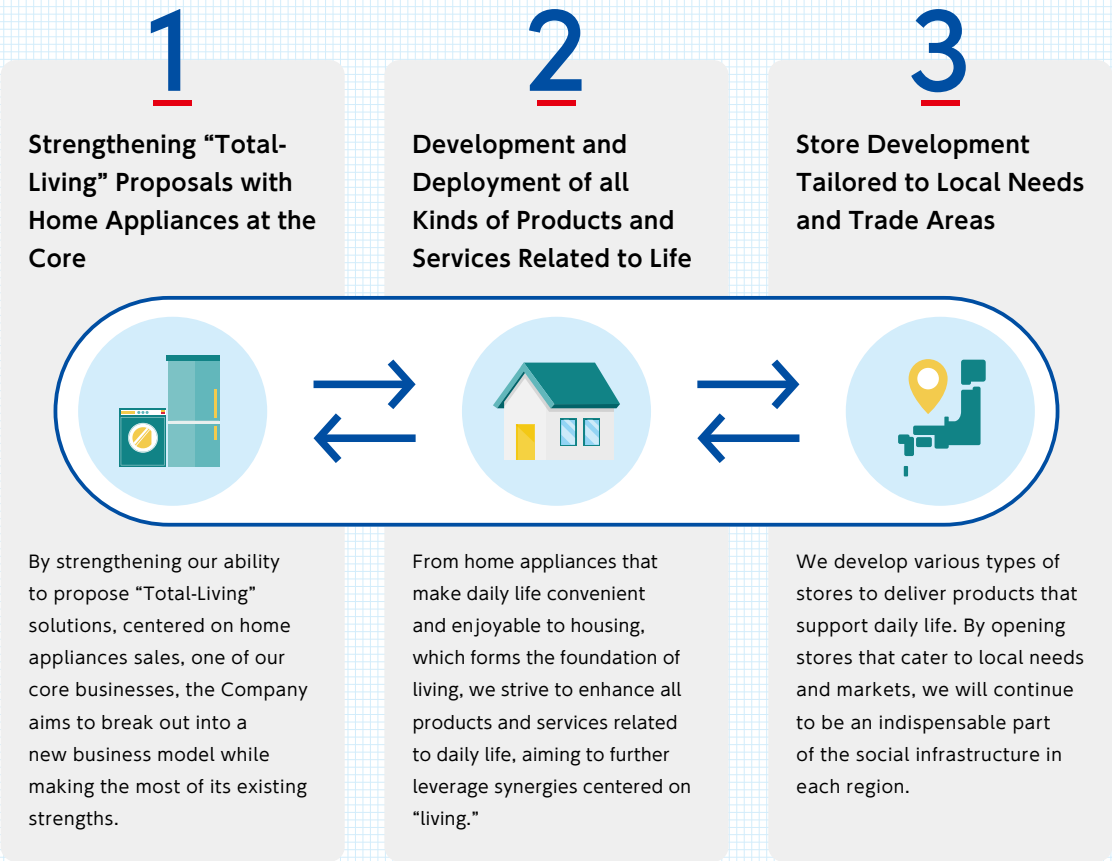 1
Strengthening “Total-
Living” Proposals with
Home Appliances at the
Core
By strengthening our ability
to propose “Total-Living”
solutions, centered on home
appliances sales, one of our
core businesses, the Company
aims to break out into a
new business model while
making the most of its existing
strengths.
2
Development and
Deployment of all
Kinds of Products and
Services Related to Life
From home appliances that
make daily life convenient
and enjoyable to housing,
which forms the foundation of
living, we strive to enhance all
products and services related
to daily life, aiming to further
leverage synergies centered on
“living.”
3
Store Development
Tailored to Local Needs
and Trade Areas
We develop various types of
stores to deliver products that
support daily life. By opening
stores that cater to local needs
and markets, we will continue
to be an indispensable part
of the social infrastructure in
each region.